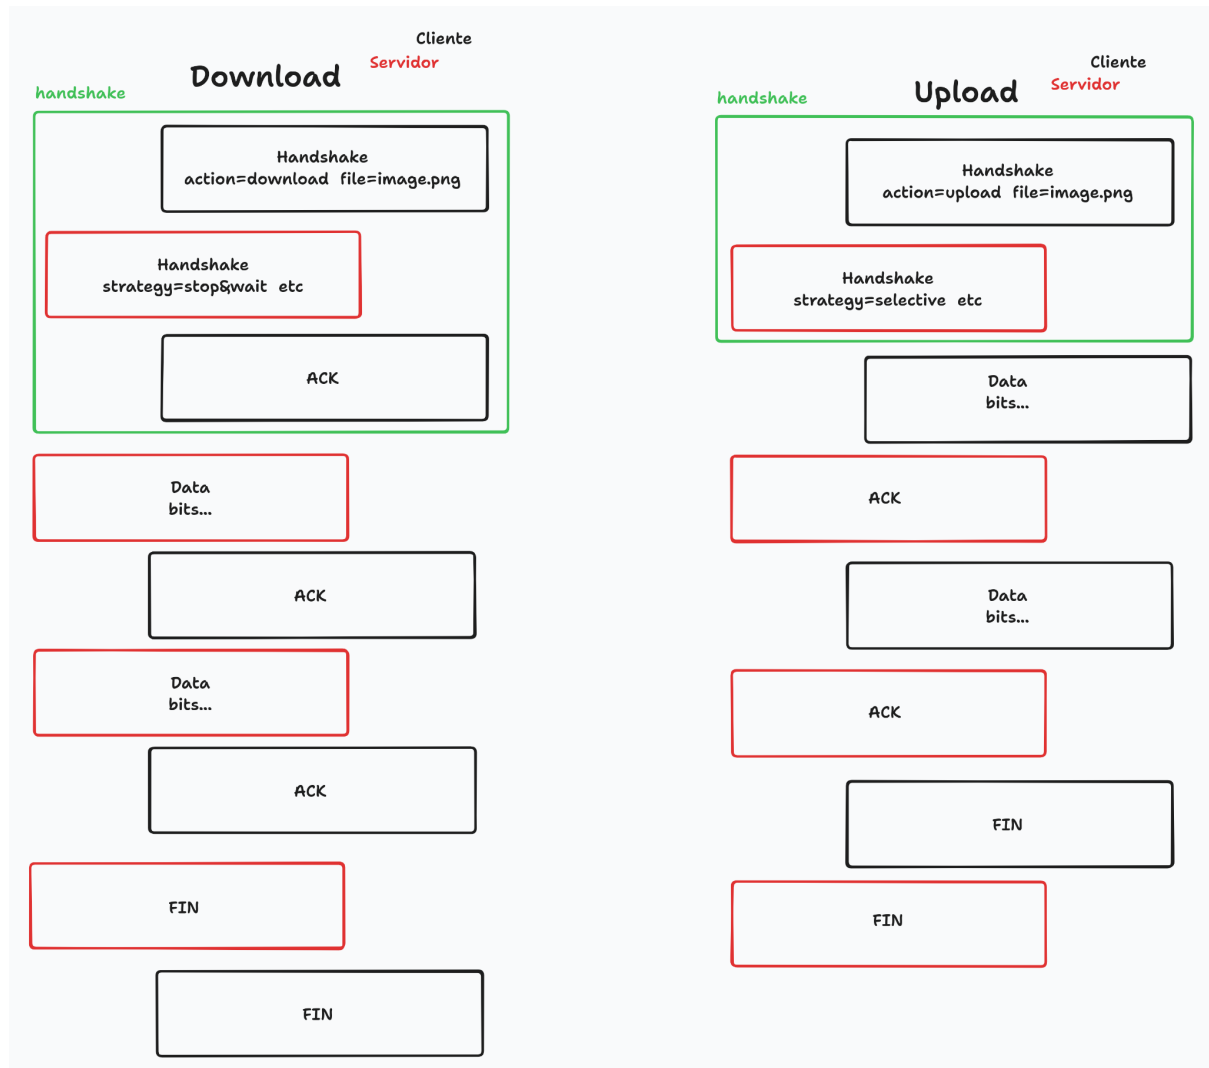 Cliente
Servidor
Download
handshake
Handshake
action=download file=image.png
Handshake
strategy=stop&wait etc
ACK
Data
bits...
ACK
Data
bits...
ACK
FIN
FIN
Cliente
Servidor
Upload
handshake
Handshake
action=upload file=image.png
Handshake
strategy=selective etc
Data
bits...
ACK
Data
bits...
ACK
FIN
FIN